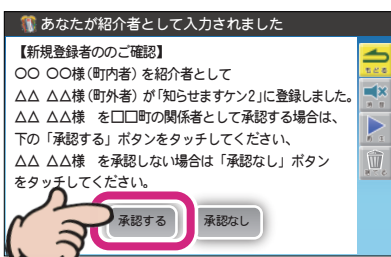 あなたが紹介者として入力されました
【新規登録者ののご確認】
○○ ○○様(町内者)を紹介者として
△△ △△様(町外者)が「知らせますケン2」に登録しました。
△△ △△様 を□□町の関係者として承認する場合は、
下の「承認する」ボタンをタッチしてください、
△△ △△様 を承認しない場合は「承認なし」ボタン
をタッチしてください。
承認する
承認なし
もどる